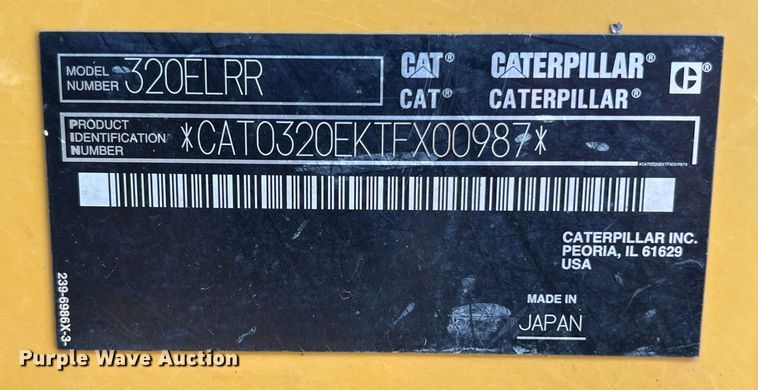 MODEL NUMBER 320ELRR
CAT® CATERPILLAR®
CAT® CATERPILLAR® C®
PRODUCT IDENTIFICATION NUMBER *CAT0320EKTFX00987*
*CAT0320EKTFX00987*
CATERPILLAR INC.
PEORIA, IL 61629
USA
MADE IN
JAPAN
239-6986X-3-
Purple Wave Auction